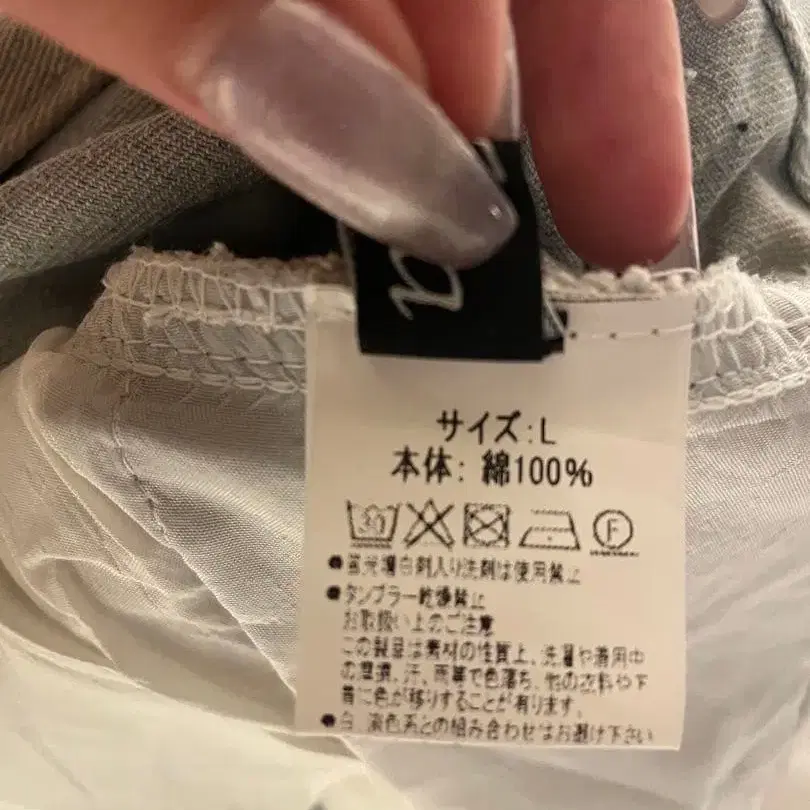 a
サイズ:L
本体: 綿100%
30 F
●蛍光増白剤入り洗剤は使用禁止
●タンブラー乾燥禁止
お取扱い上のご注意
この製品は素材の性質上、洗濯や着用中
の摩擦、汗、雨等で色落ち、他の衣料や下
着に色が移りすることが有ります。
●白、淡色系との組み合わせはお避け下さい